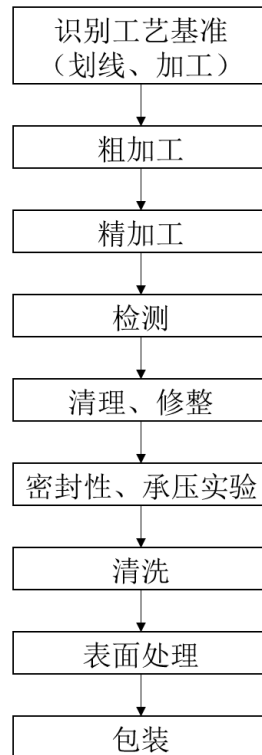 识别工艺基准
（划线、加工）
粗加工
精加工
检测
清理、修整
密封性、承压实验
清洗
表面处理
包装